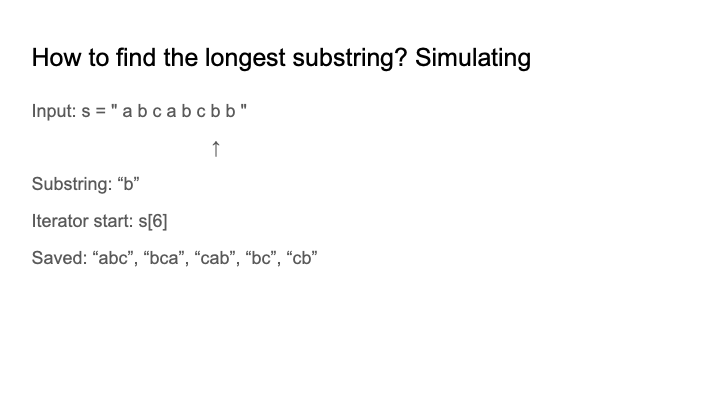 How to find the longest substring? Simulating
Input: s = " a b c a b c b b "
↑
Substring: “b”
Iterator start: s[6]
Saved: “abc”, “bca”, “cab”, “bc”, “cb”